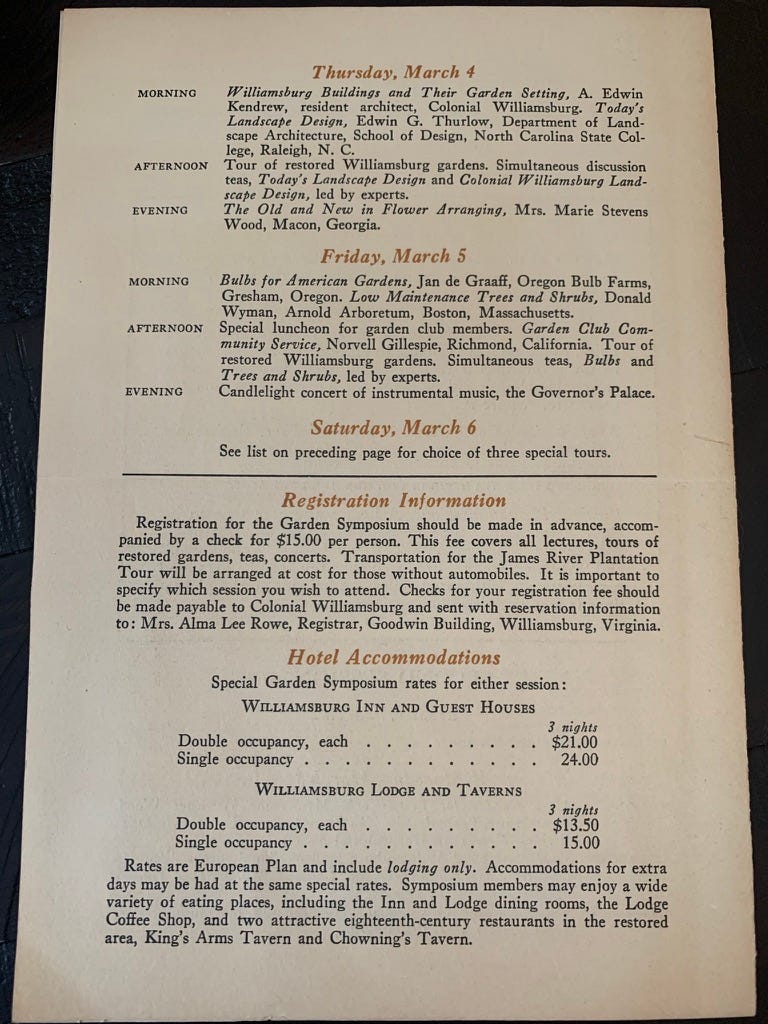 Thursday, March 4
MORNING Williamsburg Buildings and Their Garden Setting, A. Edwin
Kendrew, resident architect, Colonial Williamsburg. Today's
Landscape Design, Edwin G. Thurlow, Department of Land-
scape Architecture, School of Design, North Carolina State Col-
lege, Raleigh, N. C.
AFTERNOON Tour of restored Williamsburg gardens. Simultaneous discussion
teas, Today's Landscape Design and Colonial Williamsburg Land-
scape Design, led by experts.
EVENING The Old and New in Flower Arranging, Mrs. Marie Stevens
Wood, Macon, Georgia.
Friday, March 5
MORNING Bulbs for American Gardens, Jan de Graaff, Oregon Bulb Farms,
Gresham, Oregon. Low Maintenance Trees and Shrubs, Donald
Wyman, Arnold Arboretum, Boston, Massachusetts.
AFTERNOON Special luncheon for garden club members. Garden Club Com-
munity Service, Norvell Gillespie, Richmond, California. Tour of
restored Williamsburg gardens. Simultaneous teas, Bulbs and
Trees and Shrubs, led by experts.
EVENING Candlelight concert of instrumental music, the Governor's Palace.
Saturday, March 6
See list on preceding page for choice of three special tours.
Registration Information
Registration for the Garden Symposium should be made in advance, accom-
panied by a check for $15.00 per person. This fee covers all lectures, tours of
restored gardens, teas, concerts. Transportation for the James River Plantation
Tour will be arranged at cost for those without automobiles. It is important to
specify which session you wish to attend. Checks for your registration fee should
be made payable to Colonial Williamsburg and sent with reservation information
to: Mrs. Alma Lee Rowe, Registrar, Goodwin Building, Williamsburg, Virginia.
Hotel Accommodations
Special Garden Symposium rates for either session:
WILLIAMSBURG INN AND GUEST HOUSES
3 nights
Double occupancy, each . . . . . . . . . $21.00
Single occupancy . . . . . . . . . . . . 24.00
WILLIAMSBURG LODGE AND TAVERNS
3 nights
Double occupancy, each . . . . . . . . . $13.50
Single occupancy . . . . . . . . . . . . 15.00
Rates are European Plan and include lodging only. Accommodations for extra
days may be had at the same special rates. Symposium members may enjoy a wide
variety of eating places, including the Inn and Lodge dining rooms, the Lodge
Coffee Shop, and two attractive eighteenth-century restaurants in the restored
area, King's Arms Tavern and Chowning's Tavern.